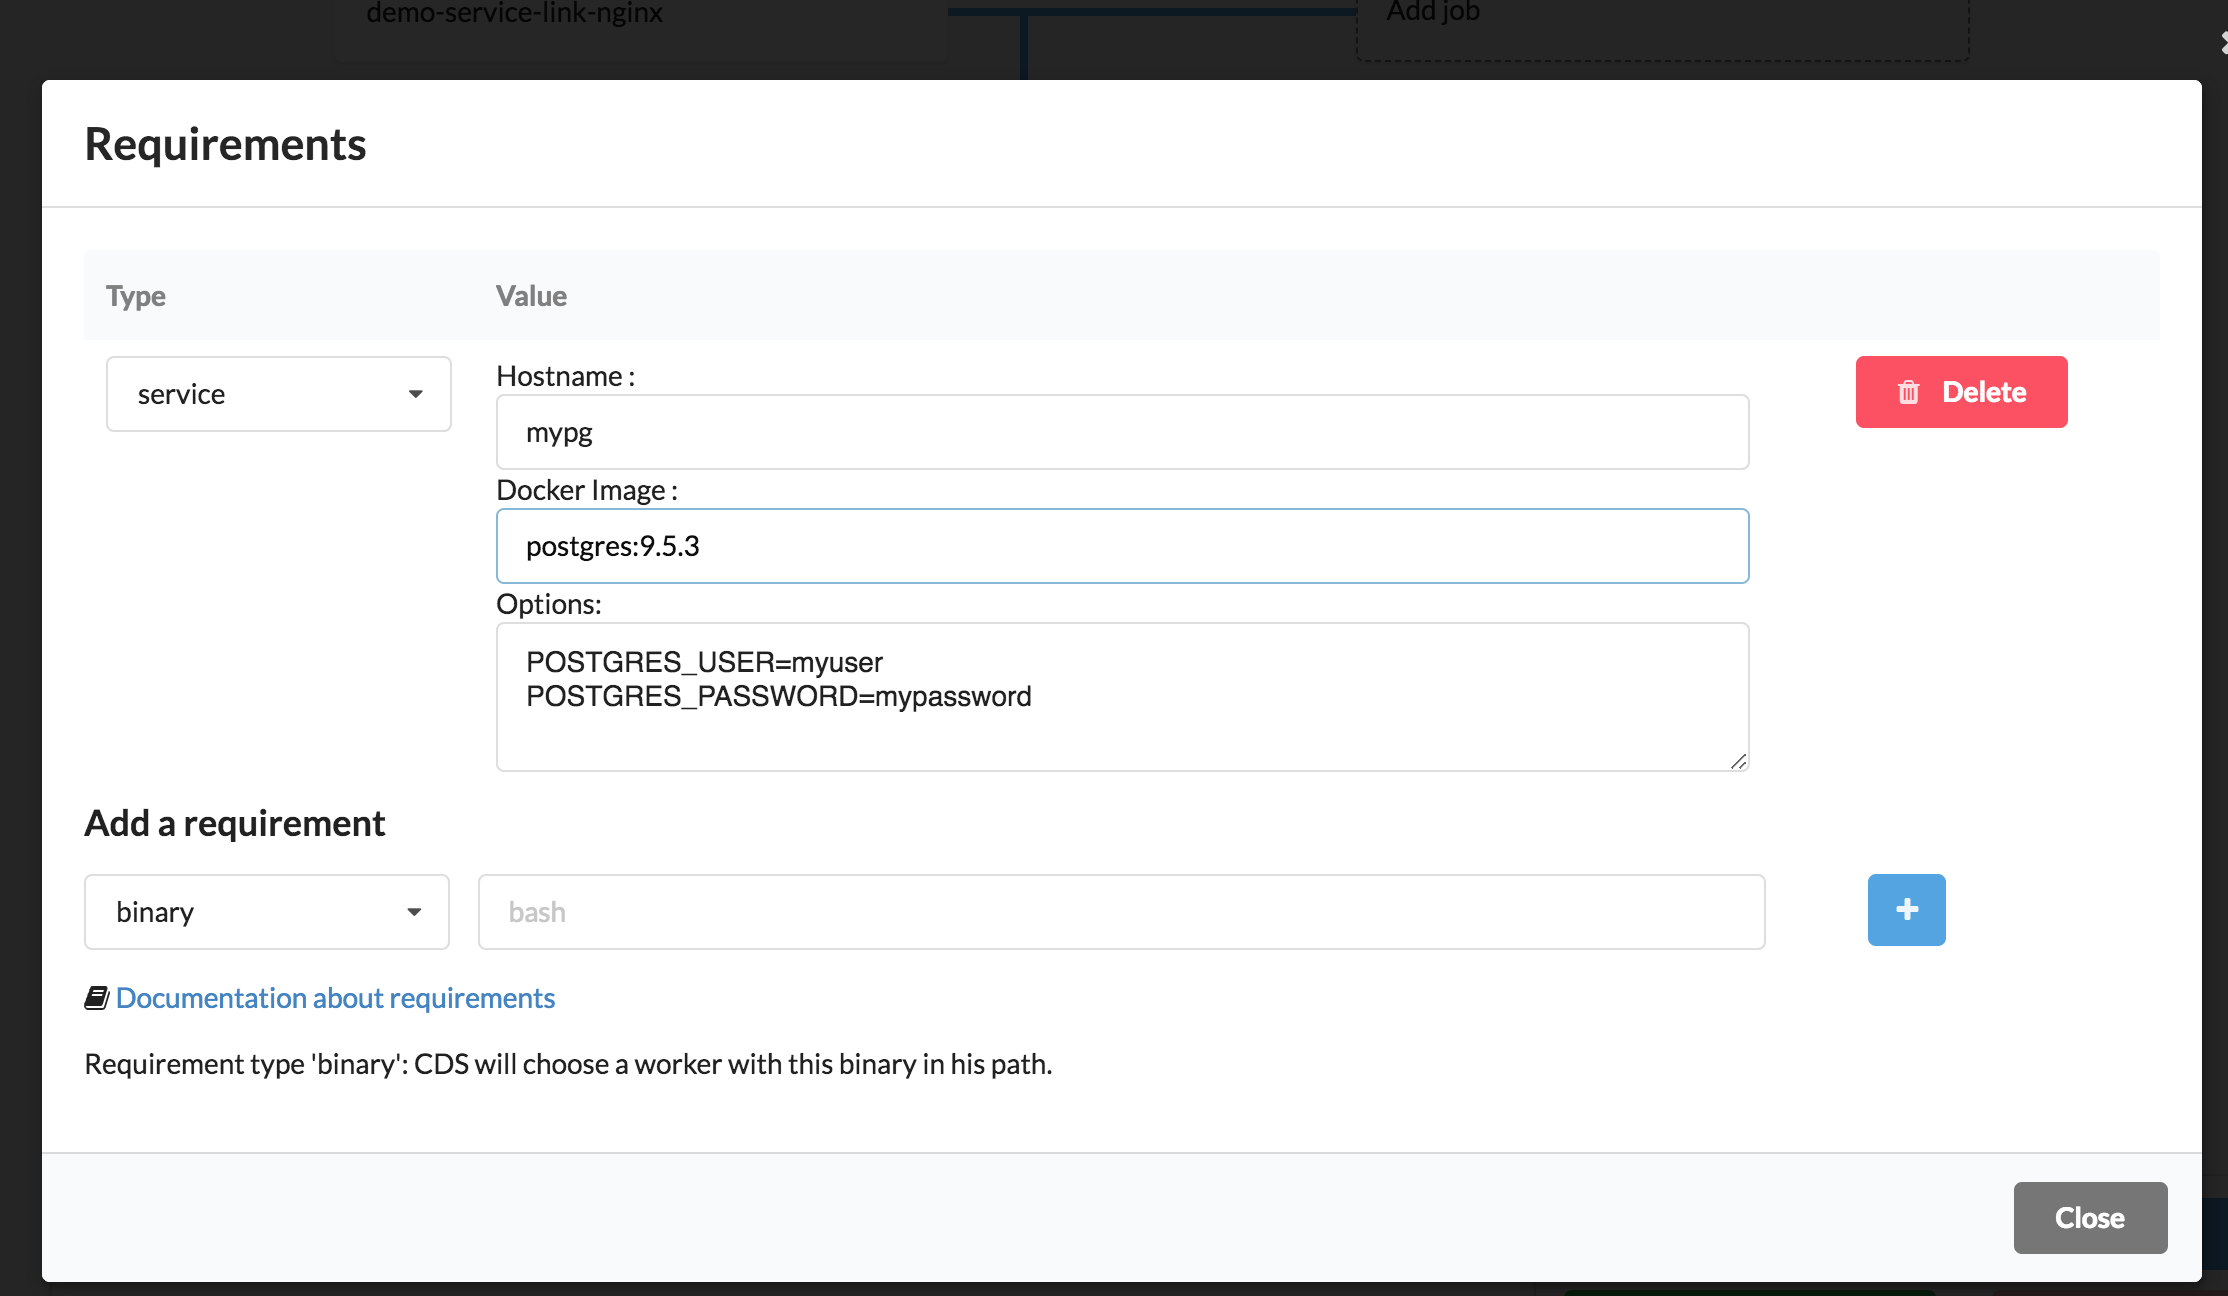 demo-service-link-nginx
Add job
Requirements
Type Value
service
Hostname :
mypg
Delete
Docker Image :
postgres:9.5.3
Options:
POSTGRES_USER=myuser
POSTGRES_PASSWORD=mypassword
Add a requirement
binary
bash
Documentation about requirements
Requirement type 'binary': CDS will choose a worker with this binary in his path.
Close